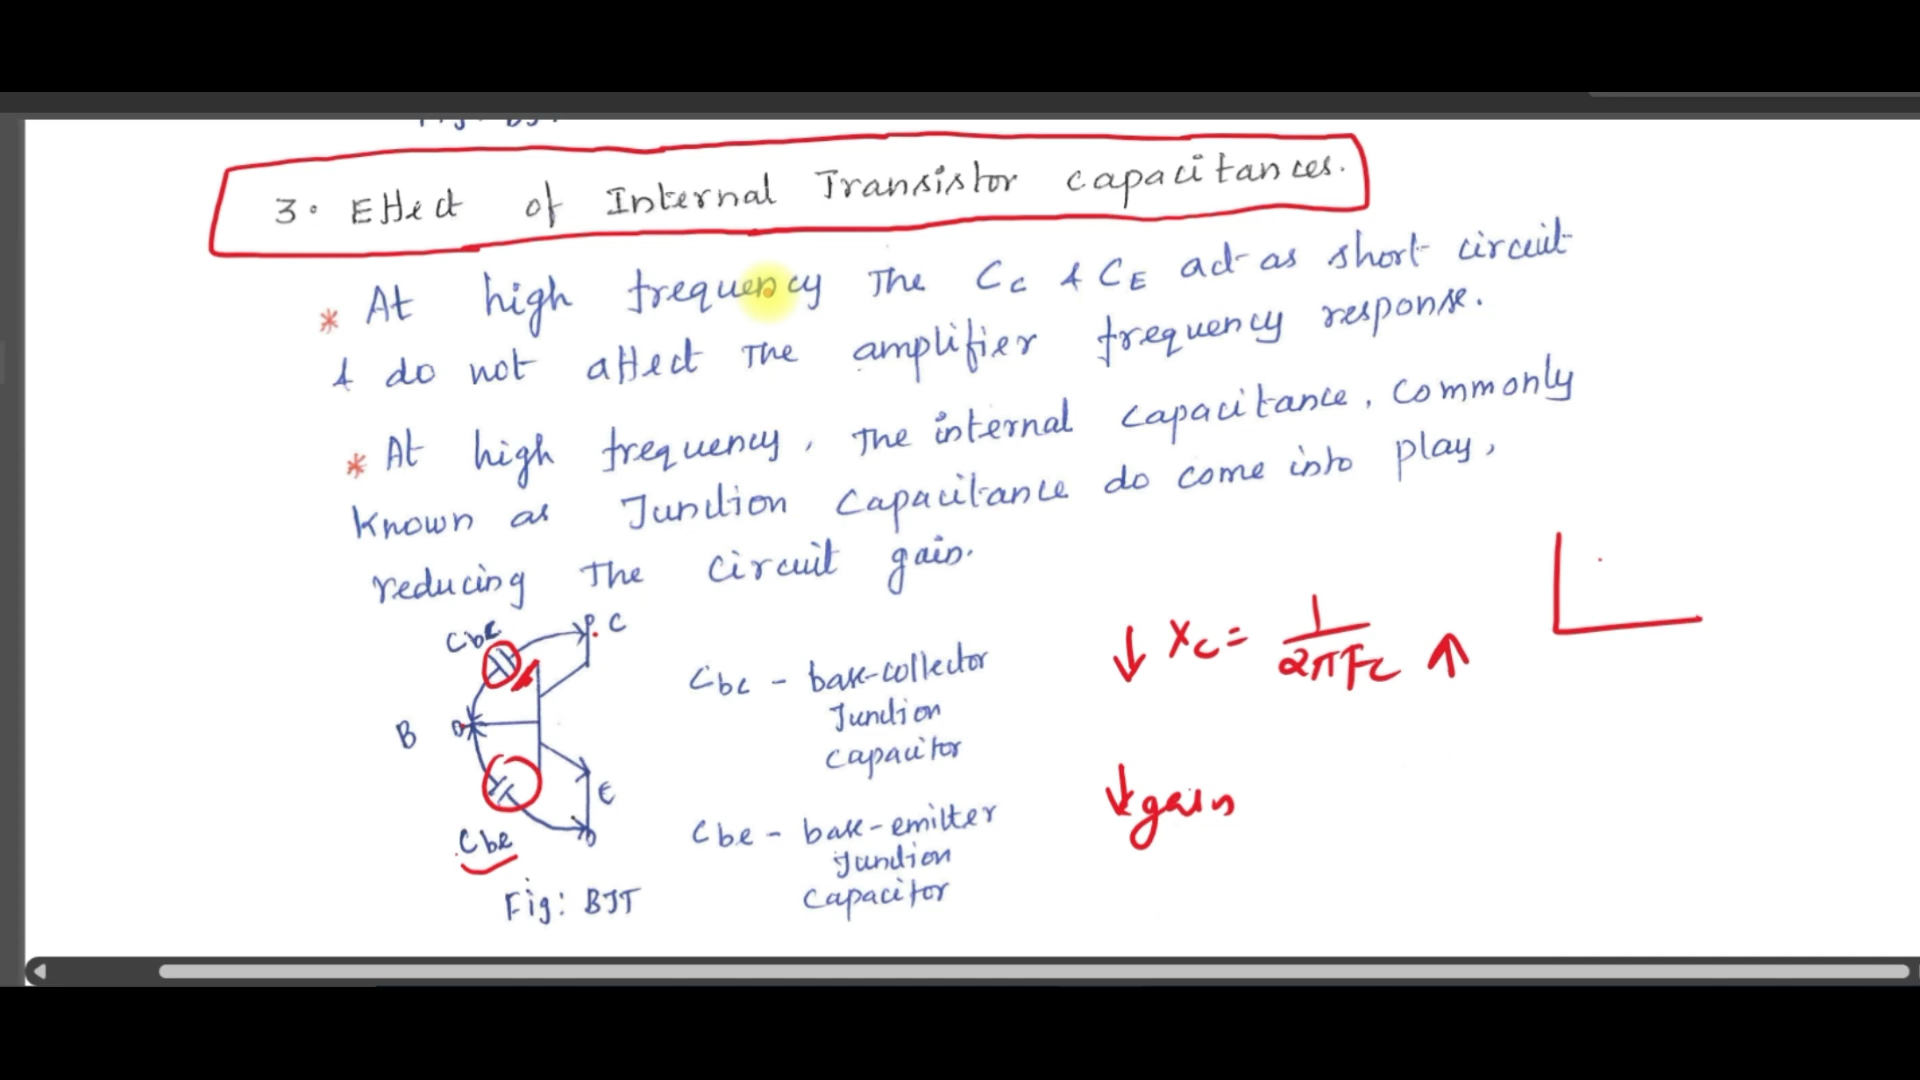 3. Effect of Internal Transistor capacitances.
* At high frequency The Cc & CE act as short circuit
& do not affect The amplifier frequency response.
* At high frequency, The internal capacitance, commonly
known as Junction capacitance do come into play,
reducing The circuit gain.
Cbc
C
B
E
Cbe
Fig: BJT
Cbc - base-collector
Junction
capacitor
Cbe - base-emitter
Junction
capacitor
↓ Xc = 1
2πFc ↑
↓ gain